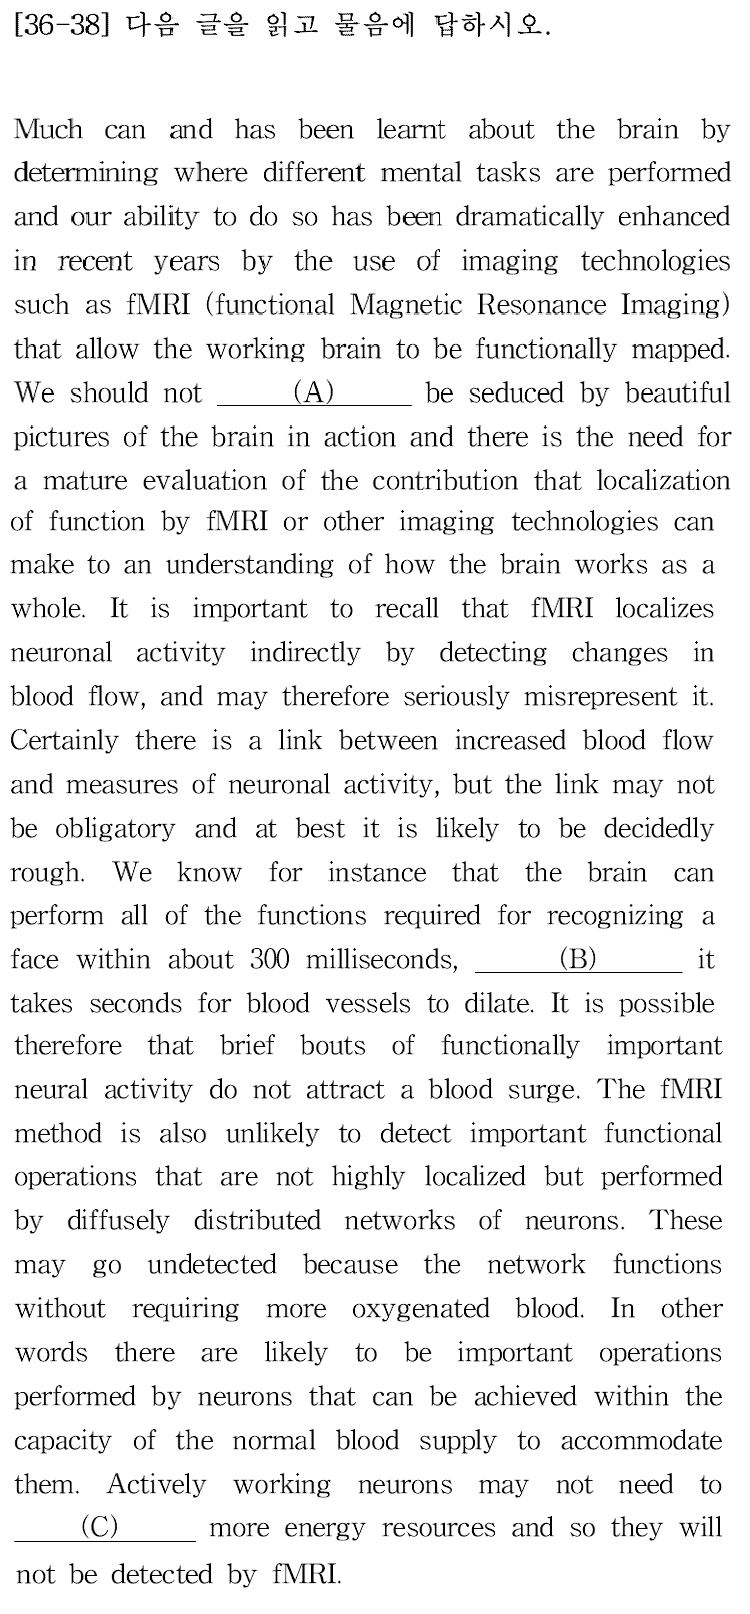 [36-38] 다음 글을 읽고 물음에 답하시오.
Much can and has been learnt about the brain by
determining where different mental tasks are performed
and our ability to do so has been dramatically enhanced
in recent years by the use of imaging technologies
such as fMRI (functional Magnetic Resonance Imaging)
that allow the working brain to be functionally mapped.
We should not (A) be seduced by beautiful
pictures of the brain in action and there is the need for
a mature evaluation of the contribution that localization
of function by fMRI or other imaging technologies can
make to an understanding of how the brain works as a
whole. It is important to recall that fMRI localizes
neuronal activity indirectly by detecting changes in
blood flow, and may therefore seriously misrepresent it.
Certainly there is a link between increased blood flow
and measures of neuronal activity, but the link may not
be obligatory and at best it is likely to be decidedly
rough. We know for instance that the brain can
perform all of the functions required for recognizing a
face within about 300 milliseconds, (B) it
takes seconds for blood vessels to dilate. It is possible
therefore that brief bouts of functionally important
neural activity do not attract a blood surge. The fMRI
method is also unlikely to detect important functional
operations that are not highly localized but performed
by diffusely distributed networks of neurons. These
may go undetected because the network functions
without requiring more oxygenated blood. In other
words there are likely to be important operations
performed by neurons that can be achieved within the
capacity of the normal blood supply to accommodate
them. Actively working neurons may not need to
(C) more energy resources and so they will
not be detected by fMRI.